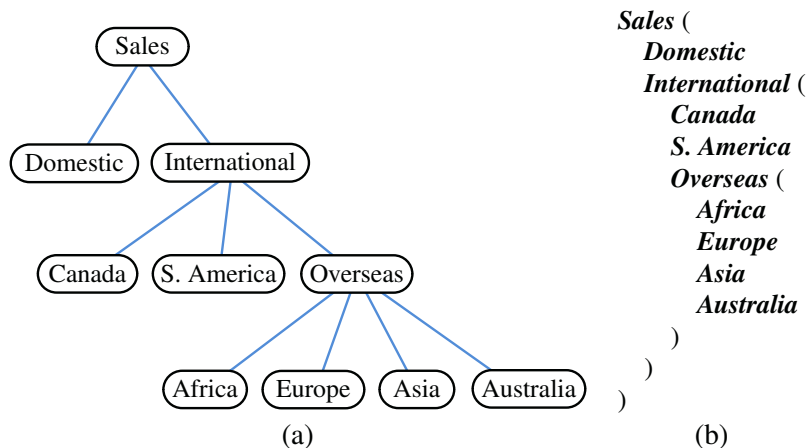 Sales
Domestic International
Canada S. America Overseas
Africa Europe Asia Australia
(a)
Sales (
Domestic
International (
Canada
S. America
Overseas (
Africa
Europe
Asia
Australia
)
)
)
(b)